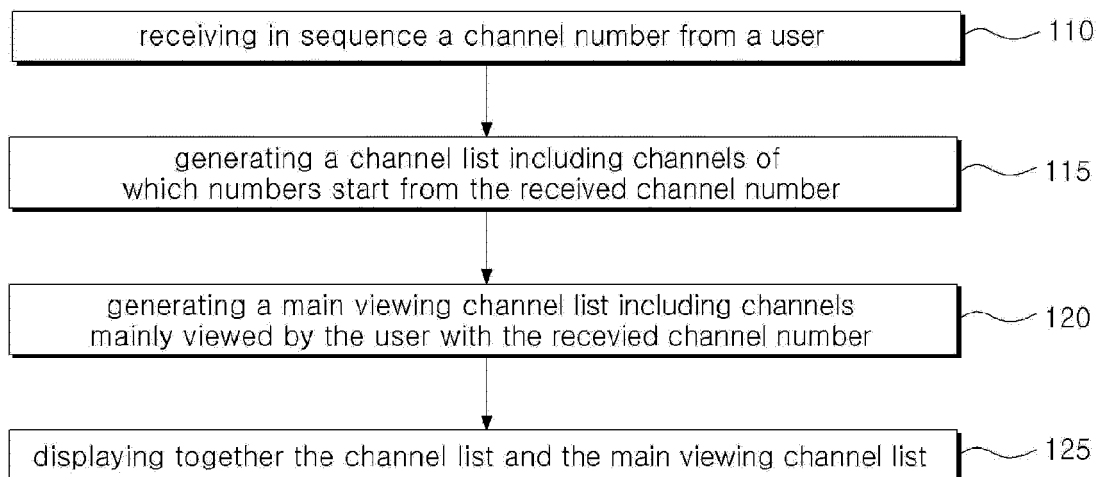 receiving in sequence a channel number from a user
110
generating a channel list including channels of
which numbers start from the received channel number
115
generating a main viewing channel list including channels
mainly viewed by the user with the recevied channel number
120
displaying together the channel list and the main viewing channel list
125